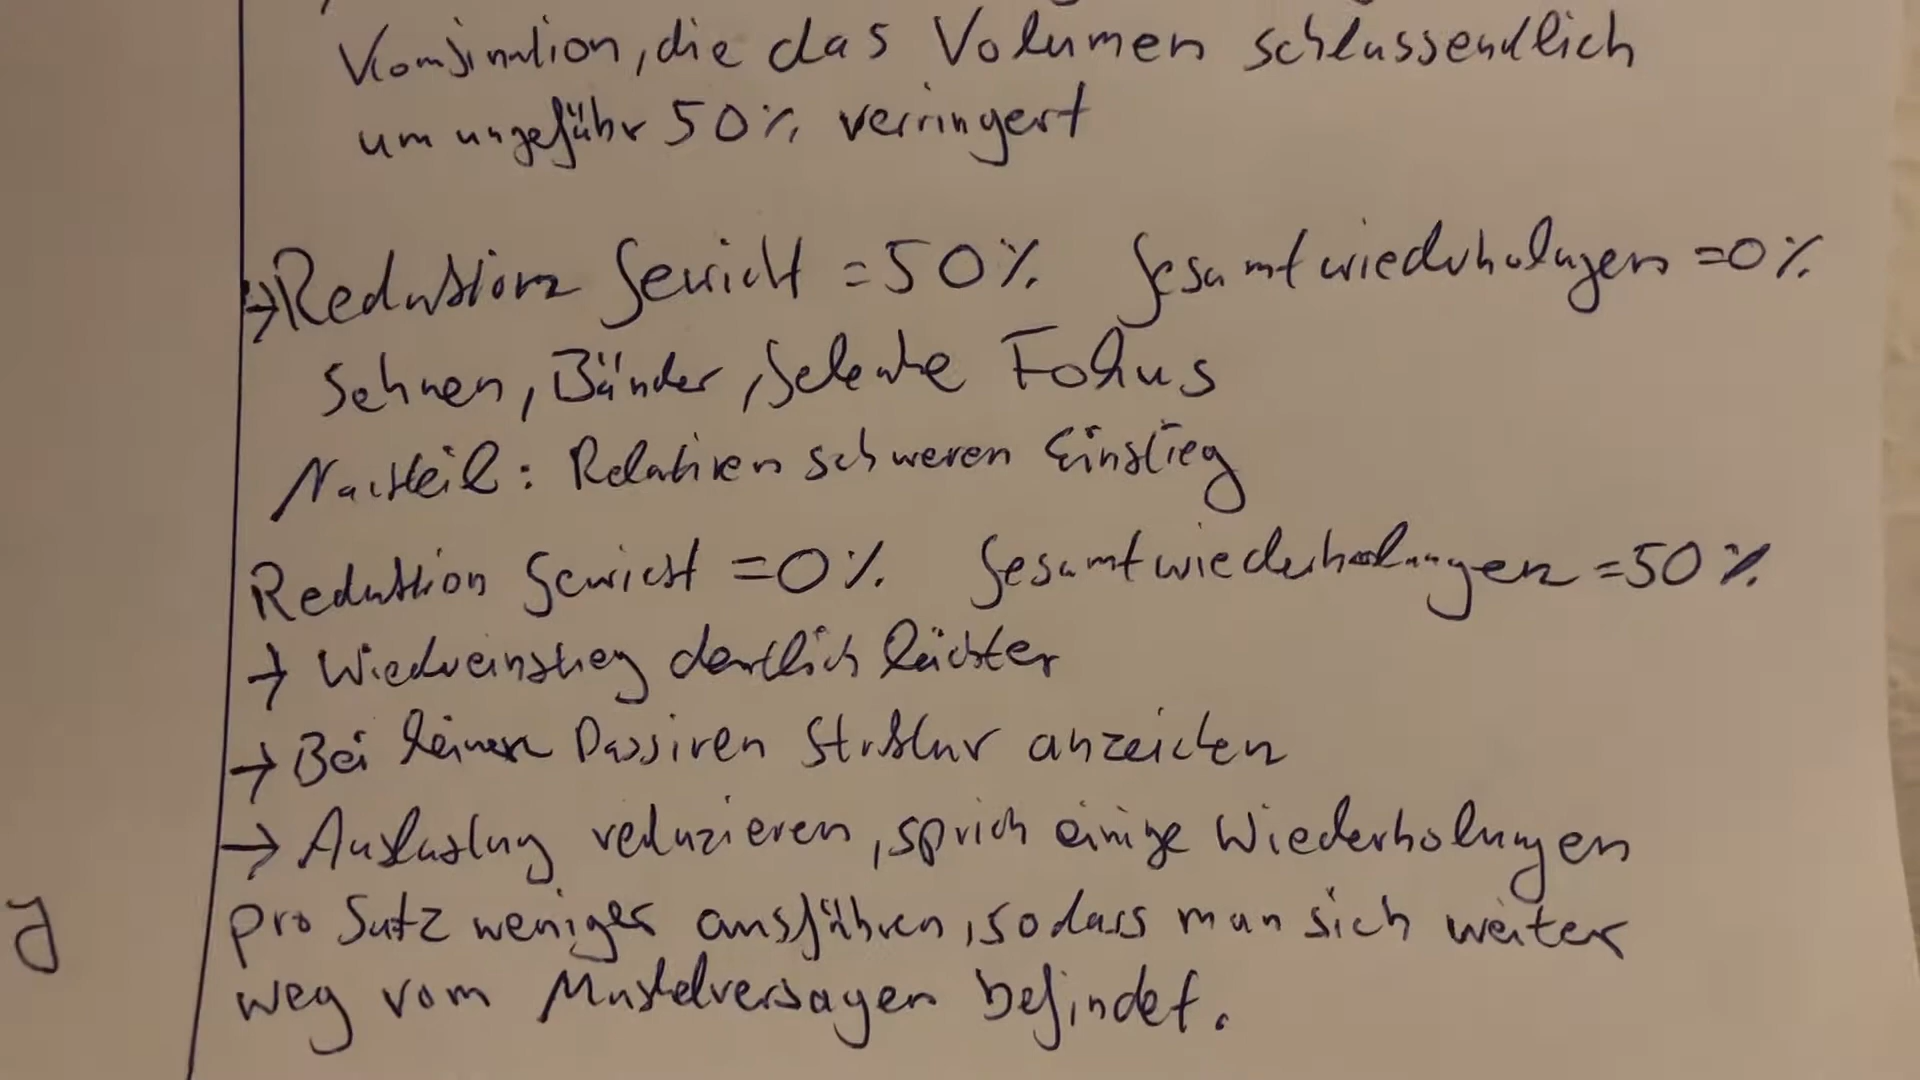 Kombination, die das Volumen schlussendlich
um ungefähr 50% verringert
→ Reduktion Gewicht = 50% Gesamtwiederholungen = 0%
Sehnen, Bänder, Gelenke Fokus
Nachteil: Relativen schweren Einstieg
Reduktion Gewicht = 0% Gesamtwiederholungen = 50%
→ Wiedereinstieg deutlich leichter
→ Bei keinen Passiven Struktur anzeichen
→ Auslastung reduzieren, sprich einige Wiederholungen
y
pro Satz weniger ausführen, sodass man sich weiter
weg vom Muskelversagen befindet.